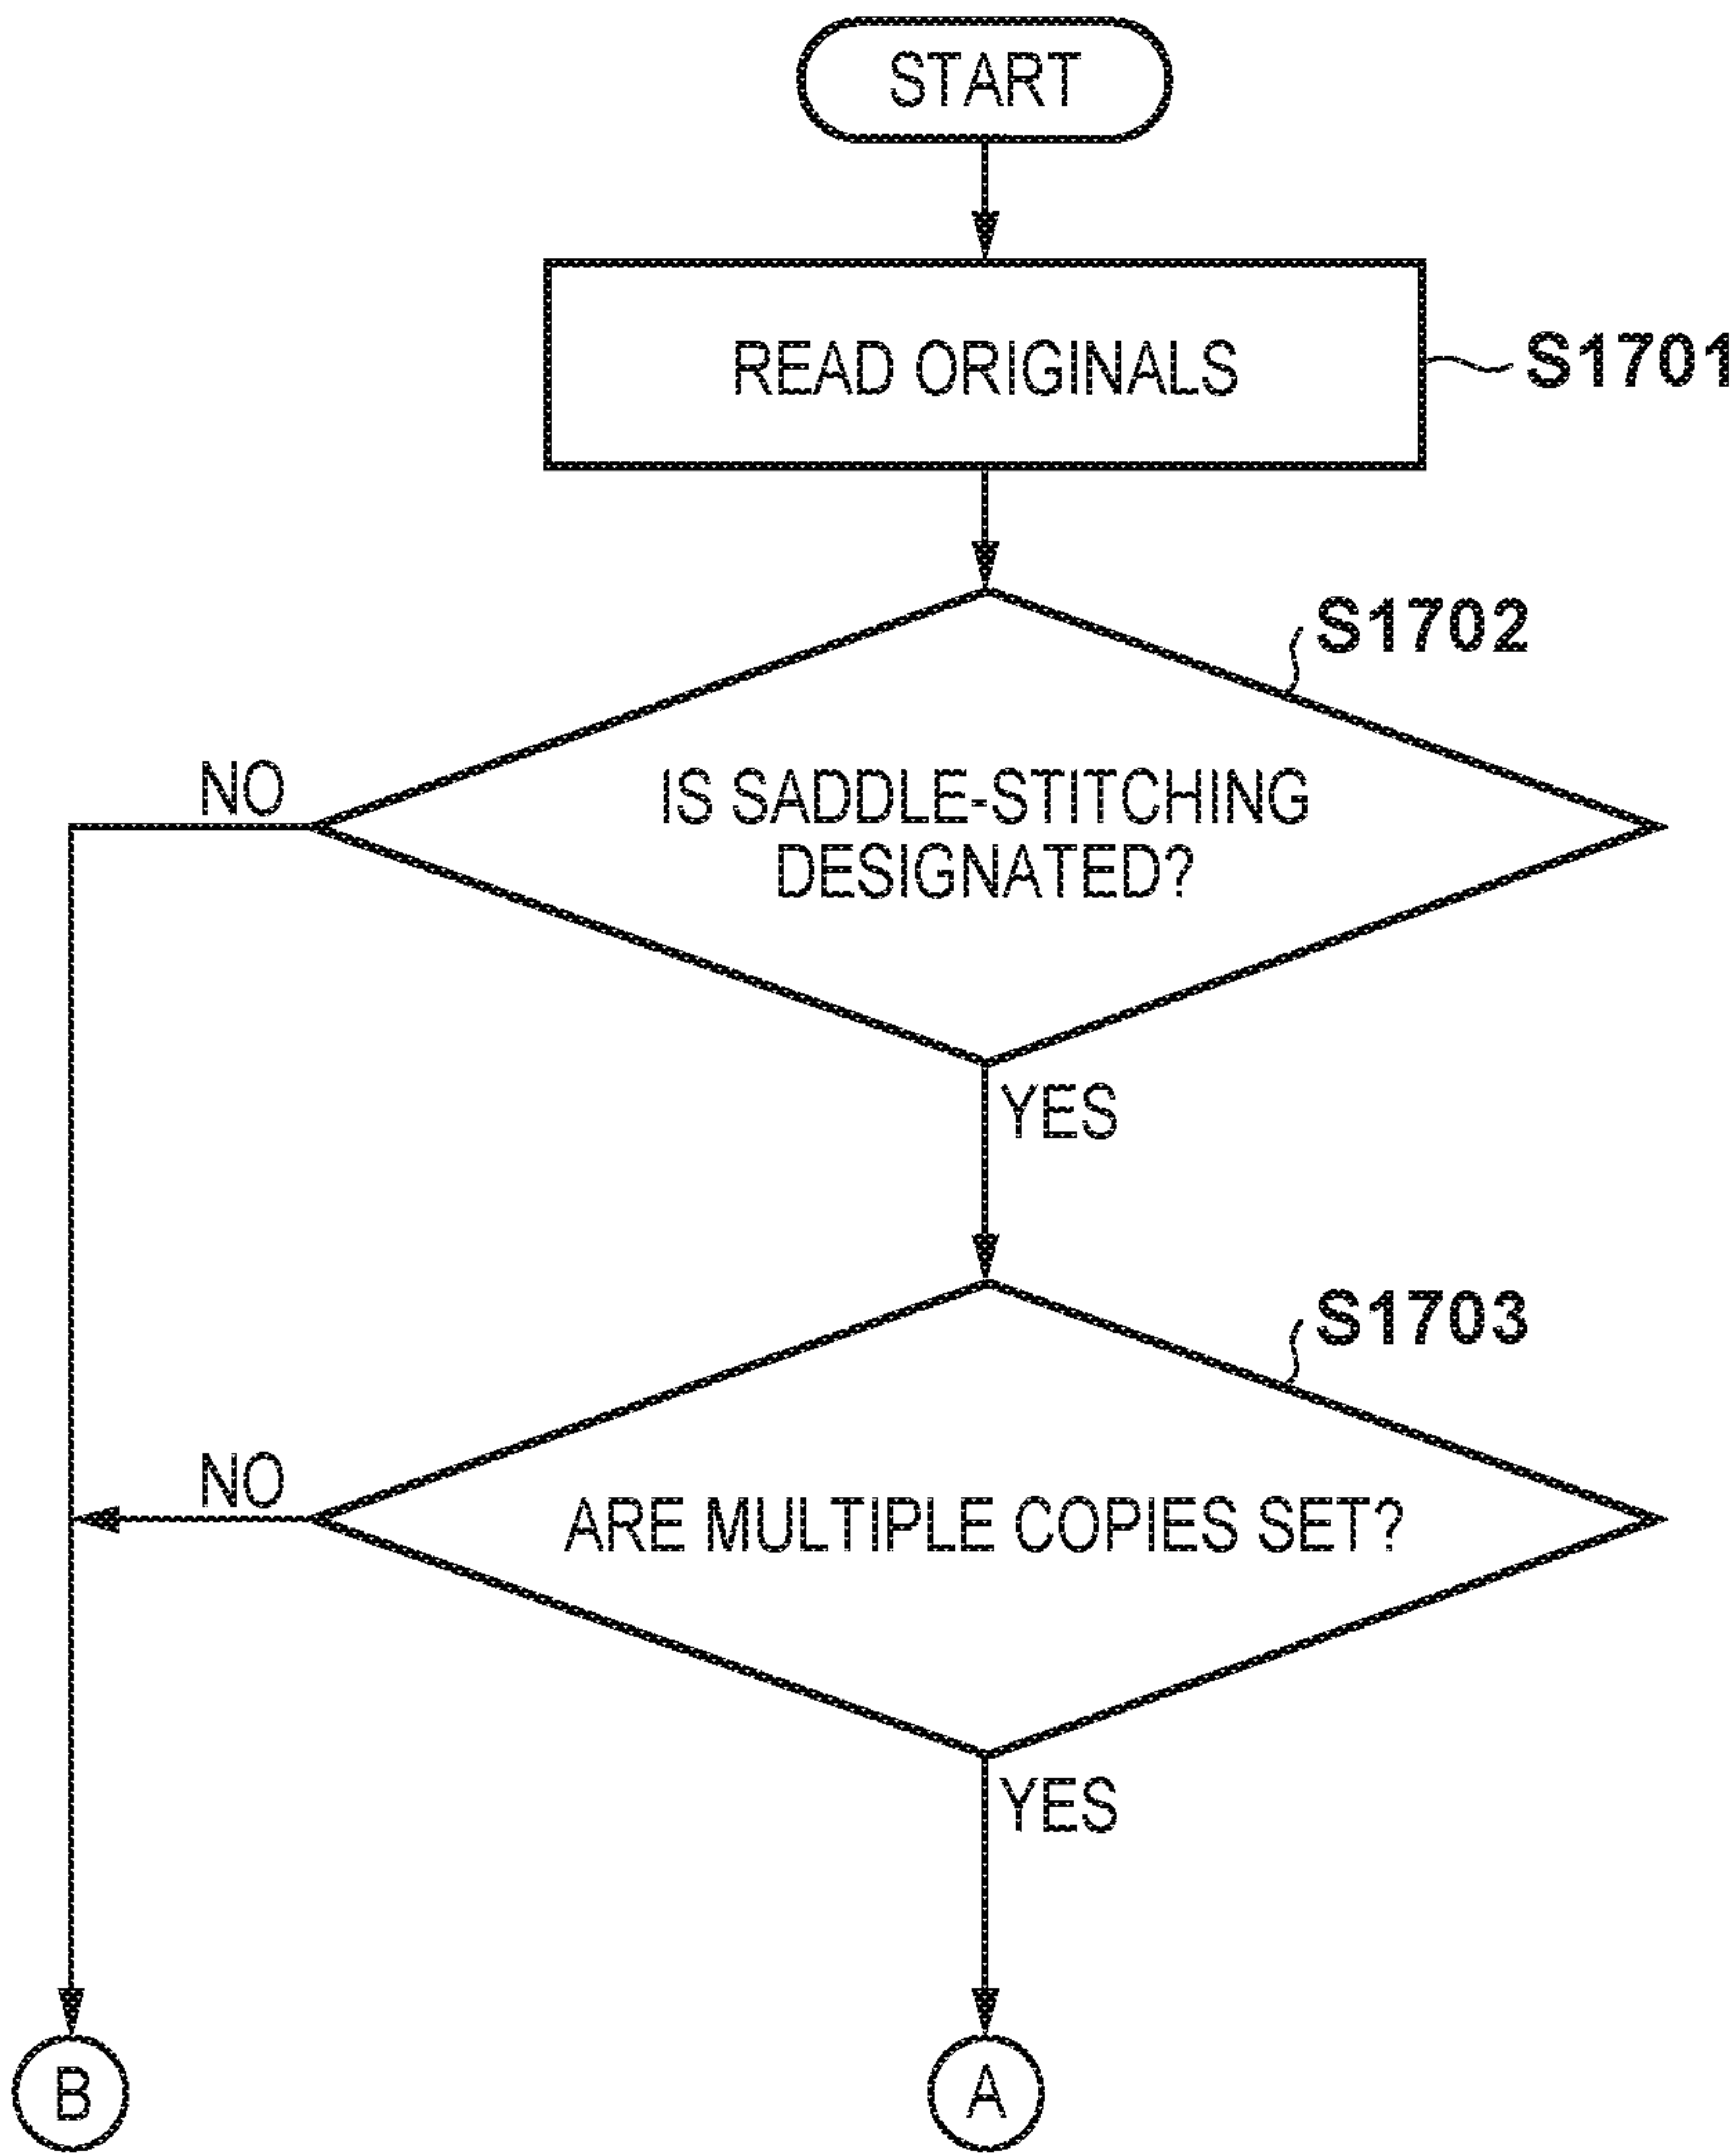 START
READ ORIGINALS
S1701
S1702
NO
IS SADDLE-STITCHING
DESIGNATED?
YES
S1703
NO
ARE MULTIPLE COPIES SET?
YES
B
A